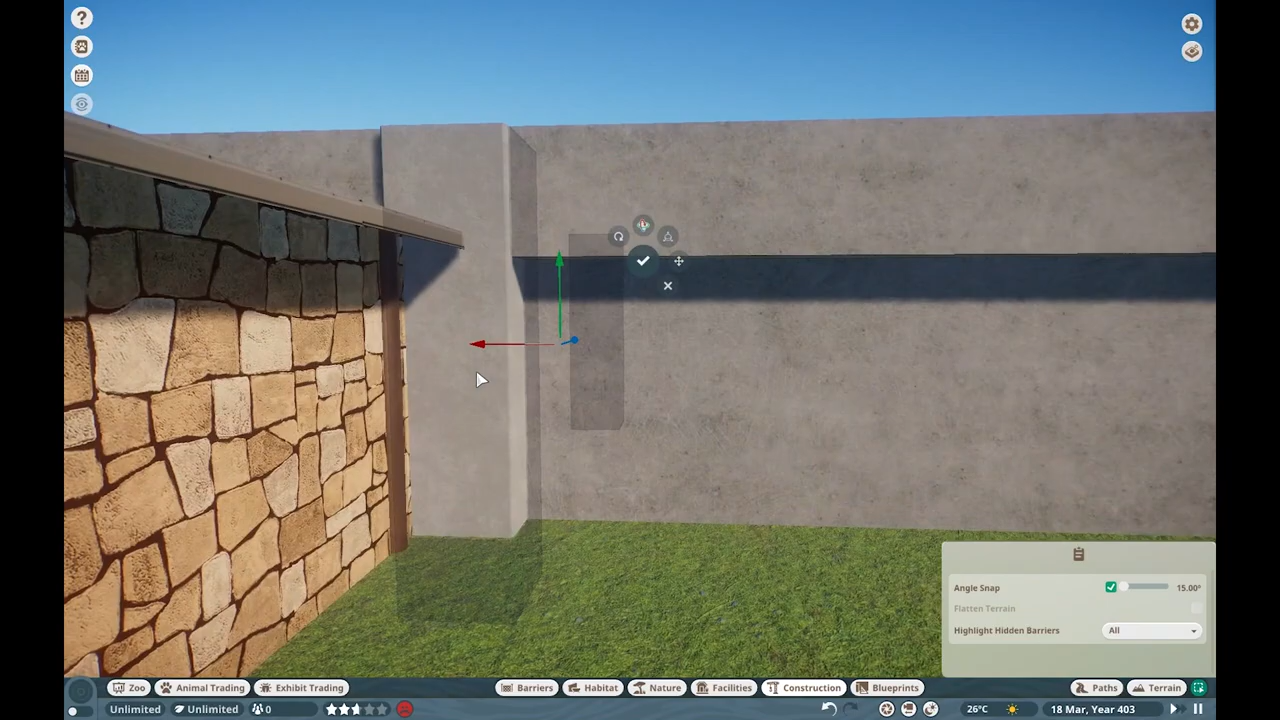 ?
Angle Snap 15.00°
Flatten Terrain
Highlight Hidden Barriers All
Zoo Animal Trading Exhibit Trading Barriers Habitat Nature Facilities Construction Blueprints Paths Terrain
Unlimited Unlimited 0 26°C 18 Mar, Year 403